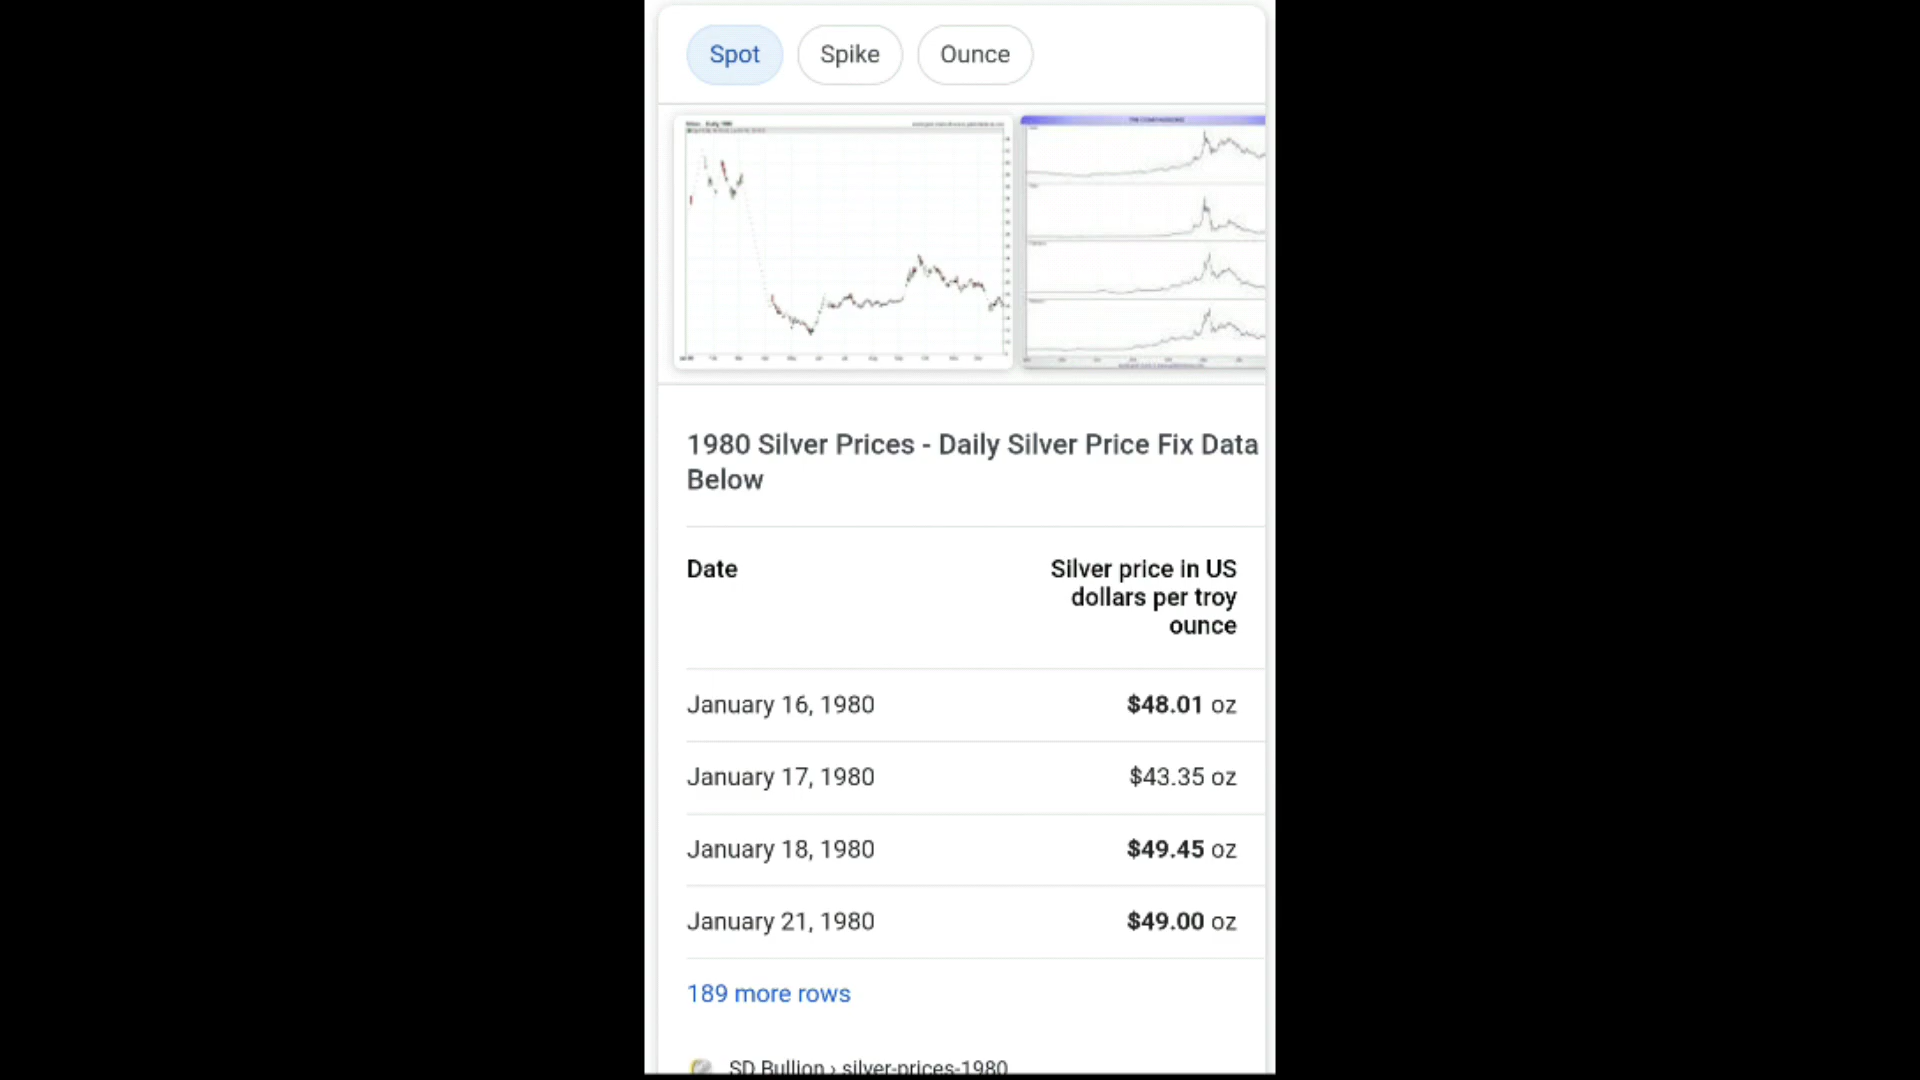 Spot Spike Ounce
1980 Silver Prices - Daily Silver Price Fix Data
Below
Date
Silver price in US
dollars per troy
ounce
January 16, 1980 $48.01 oz
January 17, 1980 $43.35 oz
January 18, 1980 $49.45 oz
January 21, 1980 $49.00 oz
189 more rows
SD Bullion › silver-prices-1980